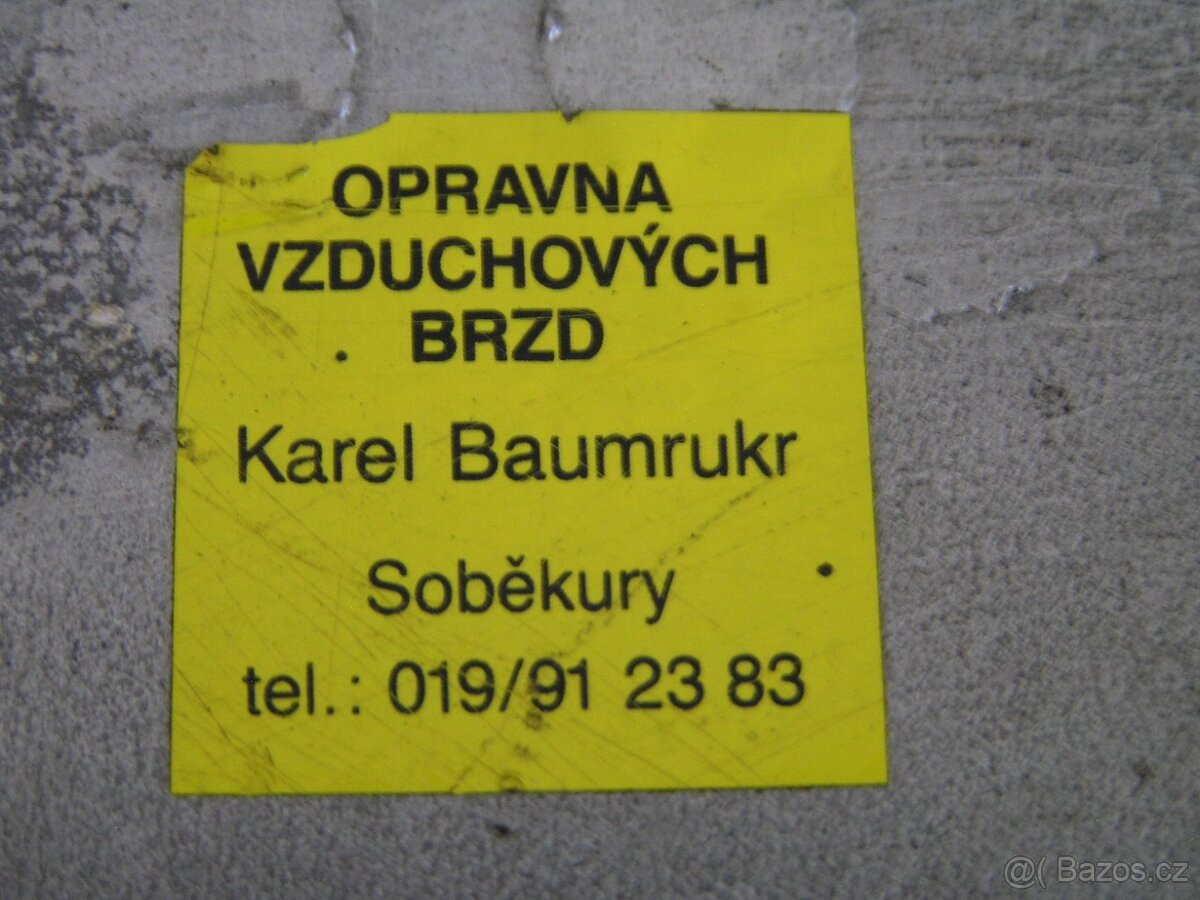 OPRAVNA
VZDUCHOVÝCH
BRZD
Karel Baumrukr
Soběkury
tel.: 019/91 23 83
@( Bazos.cz